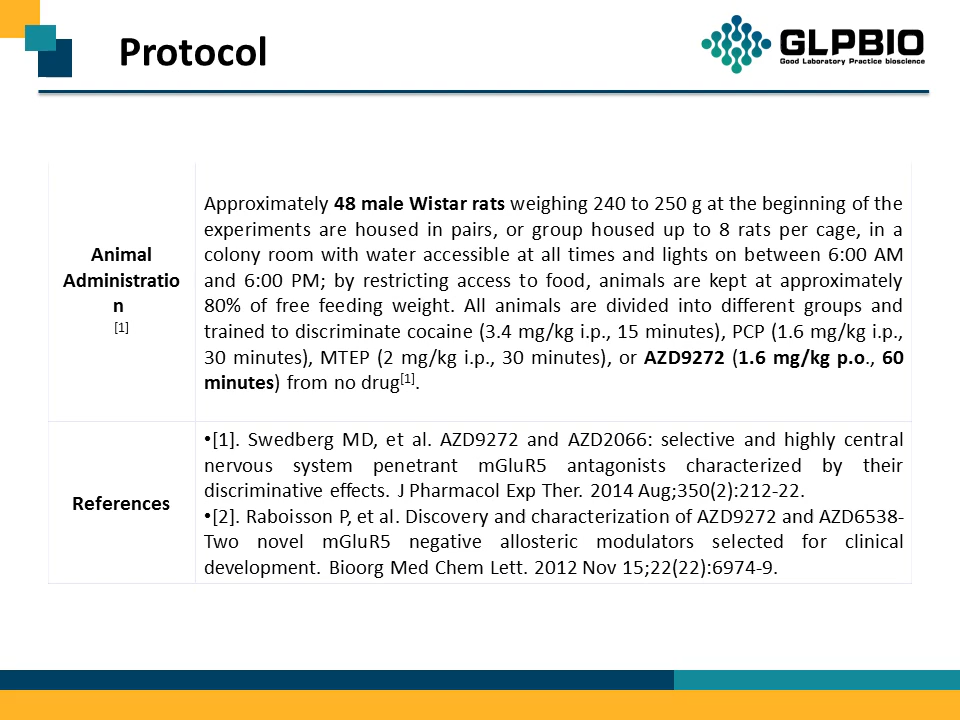 Protocol
GLPBIO
Good Laboratory Practice bioscience
Animal
Administratio
n
[1]
Approximately 48 male Wistar rats weighing 240 to 250 g at the beginning of the
experiments are housed in pairs, or group housed up to 8 rats per cage, in a
colony room with water accessible at all times and lights on between 6:00 AM
and 6:00 PM; by restricting access to food, animals are kept at approximately
80% of free feeding weight. All animals are divided into different groups and
trained to discriminate cocaine (3.4 mg/kg i.p., 15 minutes), PCP (1.6 mg/kg i.p.,
30 minutes), MTEP (2 mg/kg i.p., 30 minutes), or AZD9272 (1.6 mg/kg p.o., 60
minutes) from no drug[1].
References
•[1]. Swedberg MD, et al. AZD9272 and AZD2066: selective and highly central
nervous system penetrant mGluR5 antagonists characterized by their
discriminative effects. J Pharmacol Exp Ther. 2014 Aug;350(2):212-22.
•[2]. Raboisson P, et al. Discovery and characterization of AZD9272 and AZD6538-
Two novel mGluR5 negative allosteric modulators selected for clinical
development. Bioorg Med Chem Lett. 2012 Nov 15;22(22):6974-9.